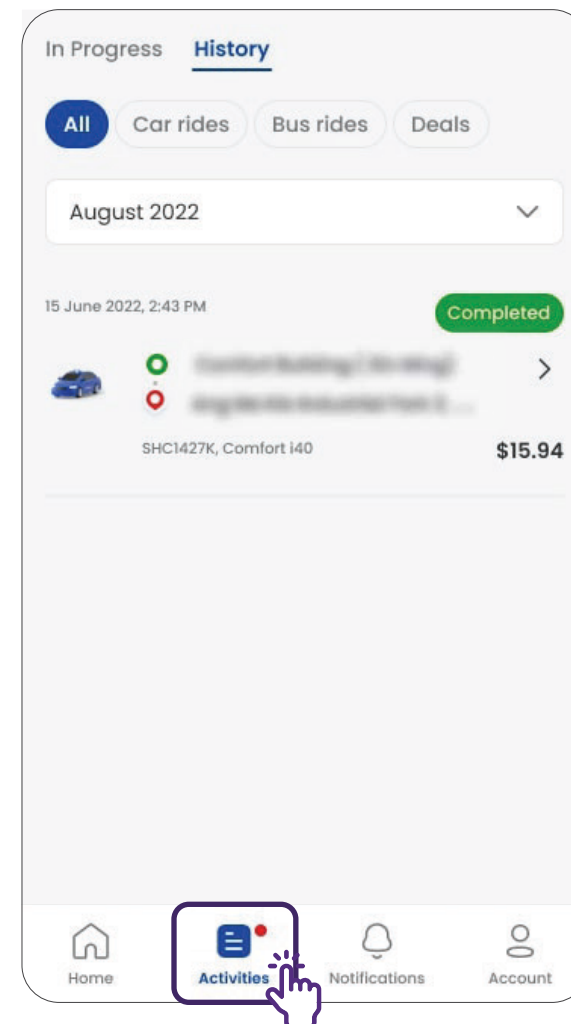 In Progress History
All Car rides Bus rides Deals
August 2022
15 June 2022, 2:43 PM Completed
SHC1427K, Comfort i40 $15.94
Home Activities Notifications Account